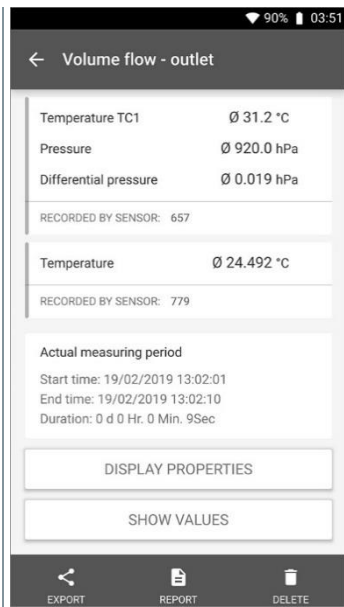 90% 03:51
Volume flow - outlet
Temperature TC1 Ø 31.2 °C
Pressure Ø 920.0 hPa
Differential pressure Ø 0.019 hPa
RECORDED BY SENSOR: 657
Temperature Ø 24.492 °C
RECORDED BY SENSOR: 779
Actual measuring period
Start time: 19/02/2019 13:02:01
End time: 19/02/2019 13:02:10
Duration: 0 d 0 Hr. 0 Min. 9Sec
DISPLAY PROPERTIES
SHOW VALUES
EXPORT REPORT DELETE